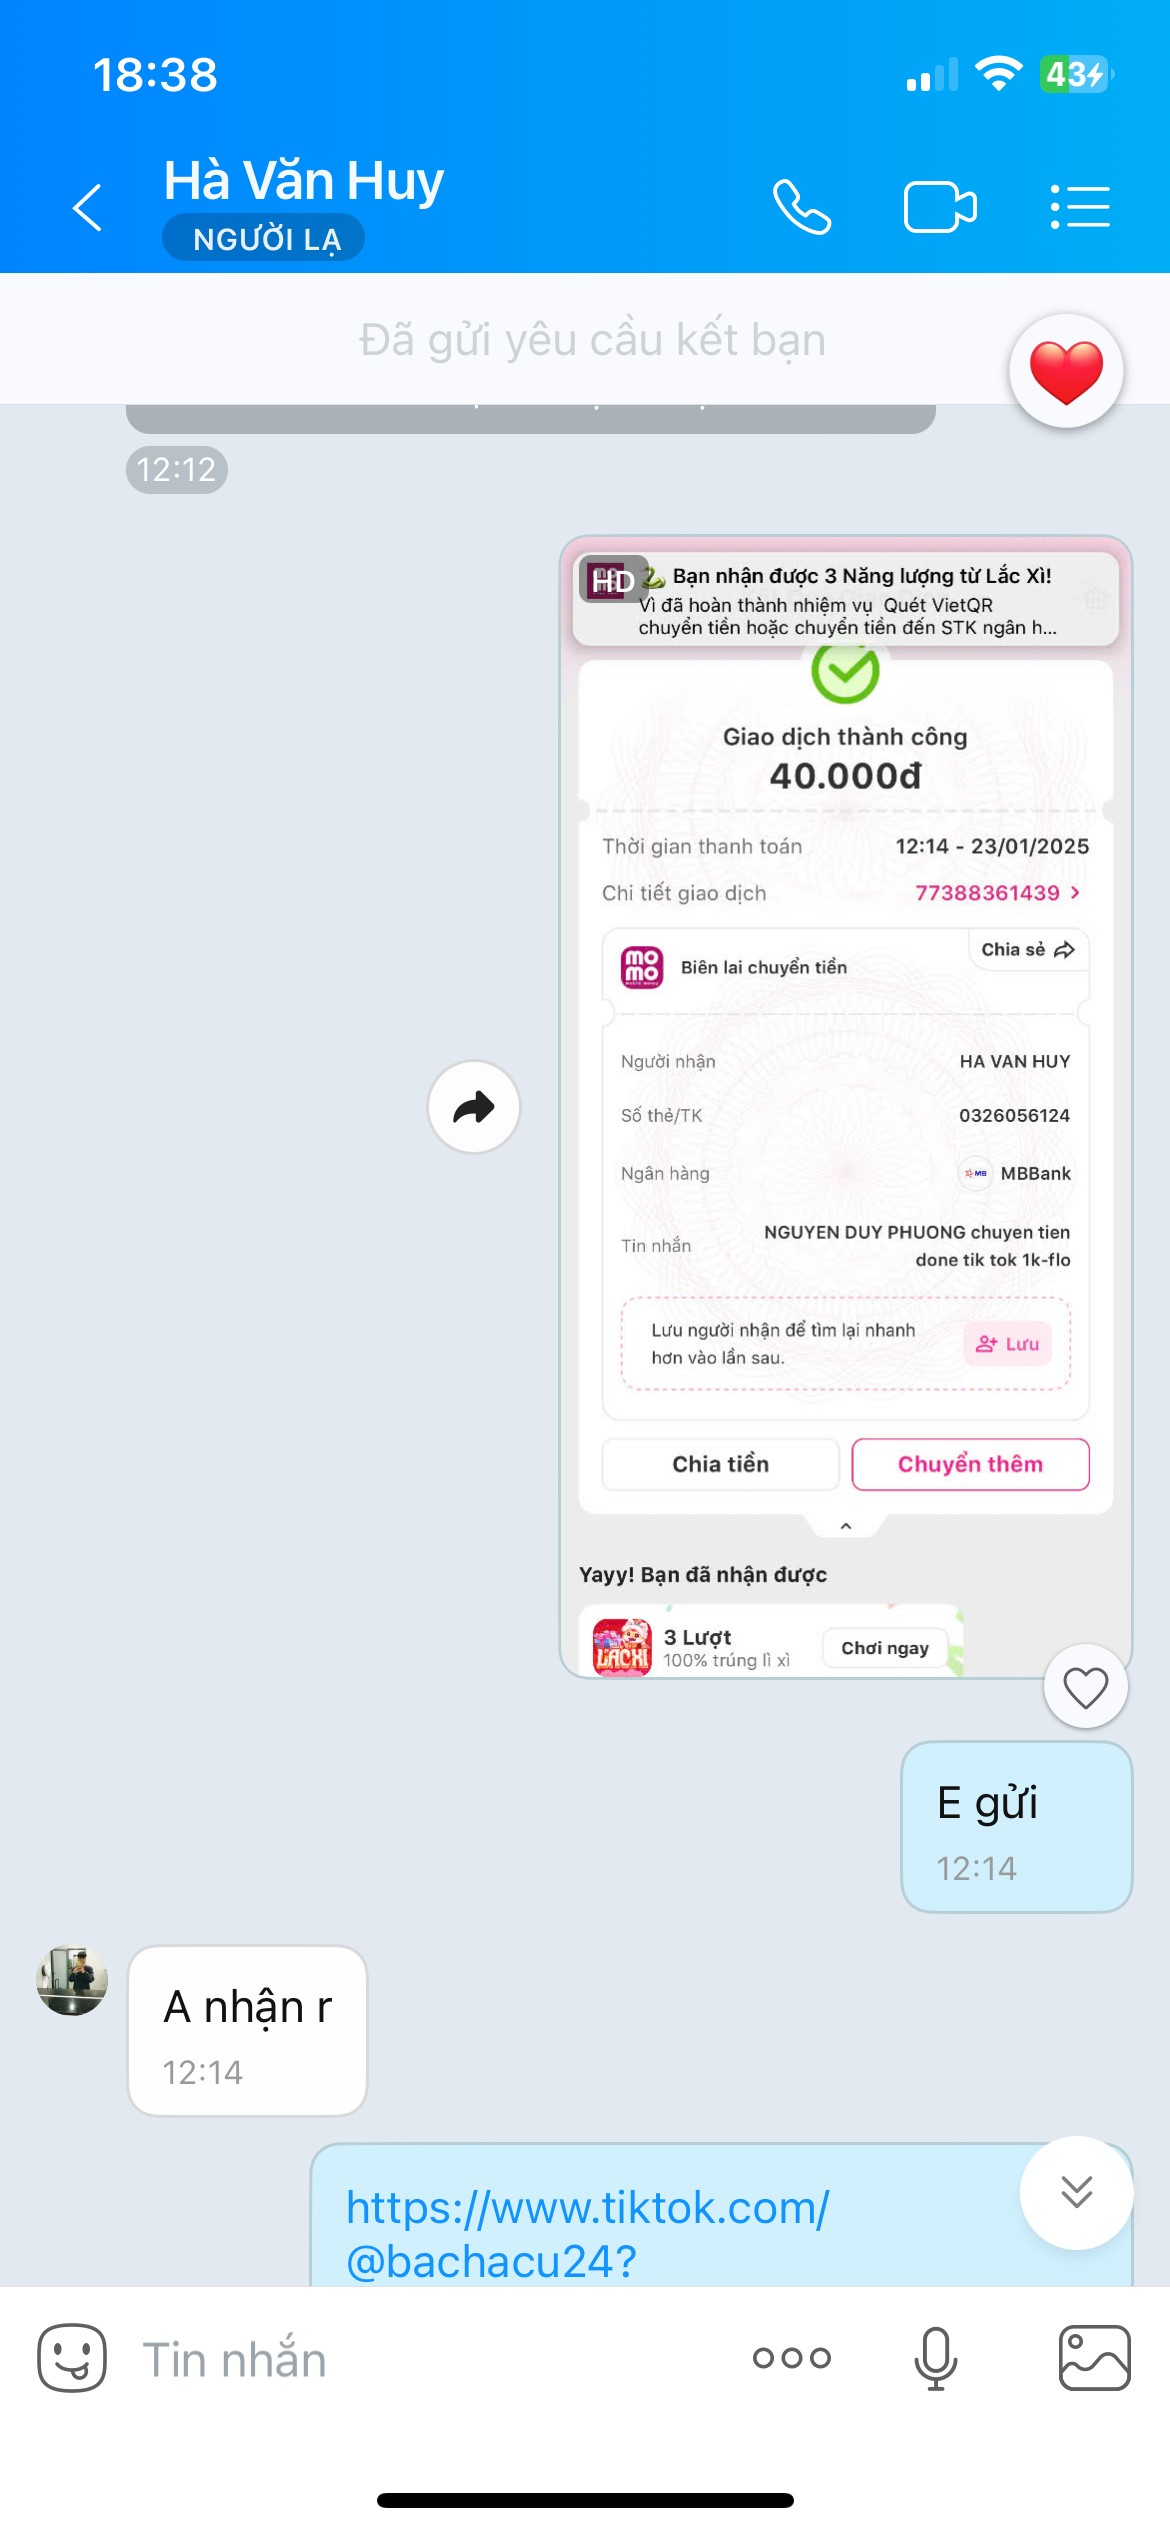 18:38
43
Hà Văn Huy
NGƯỜI LẠ
Đã gửi yêu cầu kết bạn
12:12
HD
Bạn nhận được 3 Năng lượng từ Lắc Xì!
Vì đã hoàn thành nhiệm vụ Quét VietQR
chuyển tiền hoặc chuyển tiền đến STK ngân h...
Giao dịch thành công
40.000đ
Thời gian thanh toán 12:14 - 23/01/2025
Chi tiết giao dịch 77388361439 >
mo mo
Biên lai chuyển tiền
Chia sẻ
Người nhận HA VAN HUY
Số thẻ/TK 0326056124
Ngân hàng MB MBBank
Tin nhắn NGUYEN DUY PHUONG chuyen tien
done tik tok 1k-flo
Lưu người nhận để tìm lại nhanh
hơn vào lần sau.
Lưu
Chia tiền Chuyển thêm
Yayy! Bạn đã nhận được
LẮC XÌ
3 Lượt
100% trúng lì xì
Chơi ngay
E gửi
12:14
A nhận r
12:14
https://www.tiktok.com/
@bachacu24?
Tin nhắn